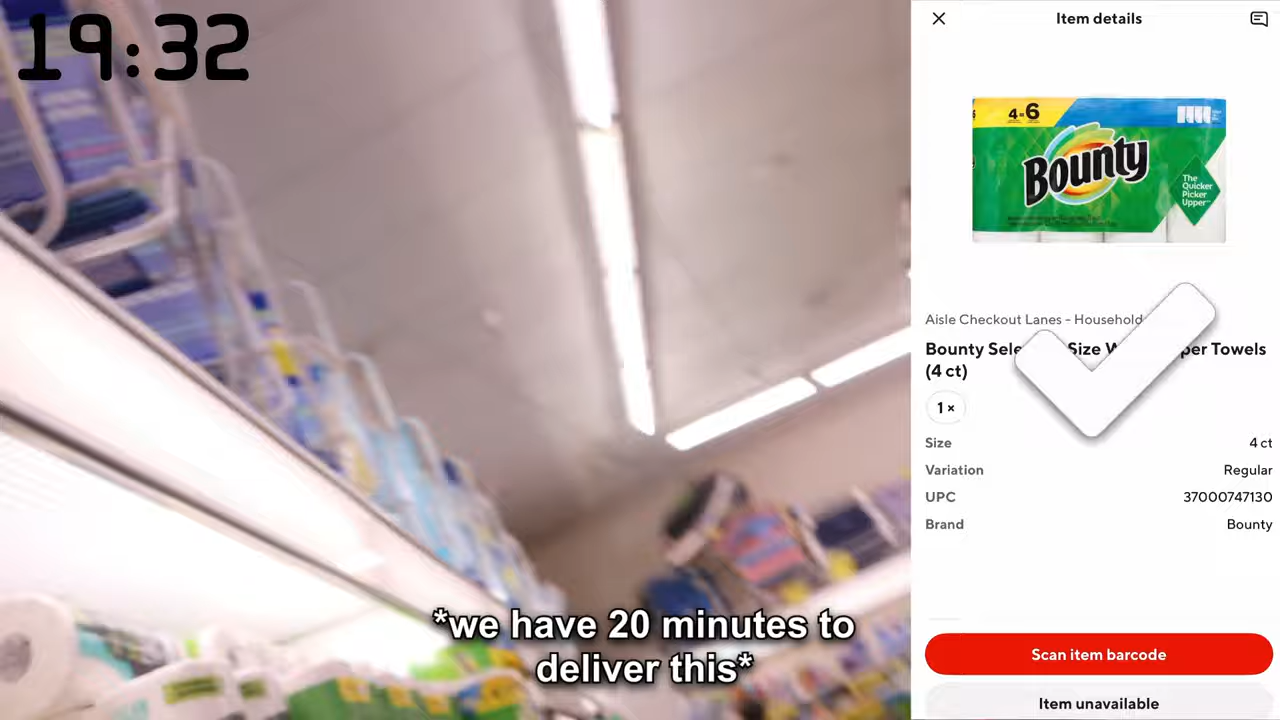 19:32
*we have 20 minutes to
deliver this*
Item details
4=6
Bounty
The
Quicker
Picker
Upper
Aisle Checkout Lanes - Household
Bounty Sele Size W per Towels
(4 ct)
1 ×
Size 4 ct
Variation Regular
UPC 37000747130
Brand Bounty
Scan item barcode
Item unavailable